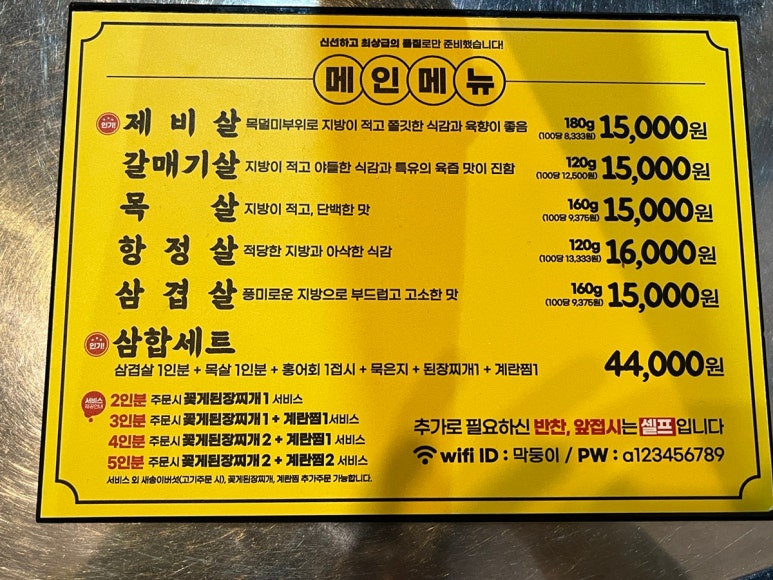 신선하고 최상급의 품질로만 준비했습니다!
메인메뉴
인기! 제비살 목덜미부위로 지방이 적고 쫄깃한 식감과 육향이 좋음 180g (100당 8,333원) 15,000원
갈매기살 지방이 적고 야들한 식감과 특유의 육즙 맛이 진함 120g (100당 12,500원) 15,000원
목살 지방이 적고, 단백한 맛 160g (100당 9,375원) 15,000원
항정살 적당한 지방과 아삭한 식감 120g (100당 13,333원) 16,000원
삼겹살 풍미로운 지방으로 부드럽고 고소한 맛 160g (100당 9,375원) 15,000원
인기! 삼합세트
삼겹살 1인분 + 목살 1인분 + 홍어회 1접시 + 묵은지 + 된장찌개1 + 계란찜1 44,000원
서비스
제공안내
2인분 주문시 꽃게된장찌개 1 서비스
3인분 주문시 꽃게된장찌개 1 + 계란찜1 서비스
4인분 주문시 꽃게된장찌개 2 + 계란찜1 서비스
5인분 주문시 꽃게된장찌개 2 + 계란찜2 서비스
서비스 외 새송이버섯(고기주문 시), 꽃게된장찌개, 계란찜 추가주문 가능합니다.
추가로 필요하신 반찬, 앞접시는 셀프입니다
wifi ID : 막둥이 / PW : a123456789